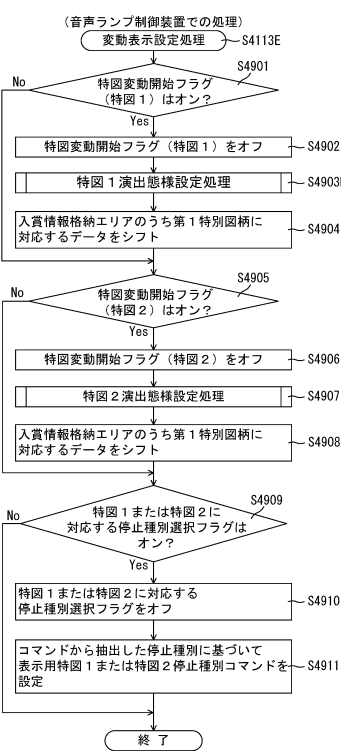 （音声ランプ制御装置での処理）
変動表示設定処理
S4113E
S4901
No
特図変動開始フラグ
（特図１）はオン？
Yes
特図変動開始フラグ（特図１）をオフ
S4902
特図１演出態様設定処理
S4903
入賞情報格納エリアのうち第１特別図柄に
対応するデータをシフト
S4904
S4905
No
特図変動開始フラグ
（特図２）はオン？
Yes
特図変動開始フラグ（特図２）をオフ
S4906
特図２演出態様設定処理
S4907
入賞情報格納エリアのうち第１特別図柄に
対応するデータをシフト
S4908
S4909
No
特図１または特図２に
対応する停止種別選択フラグは
オン？
Yes
特図１または特図２に対応する
停止種別選択フラグをオフ
S4910
コマンドから抽出した停止種別に基づいて
表示用特図１または特図２停止種別コマンドを
設定
S4911
終了